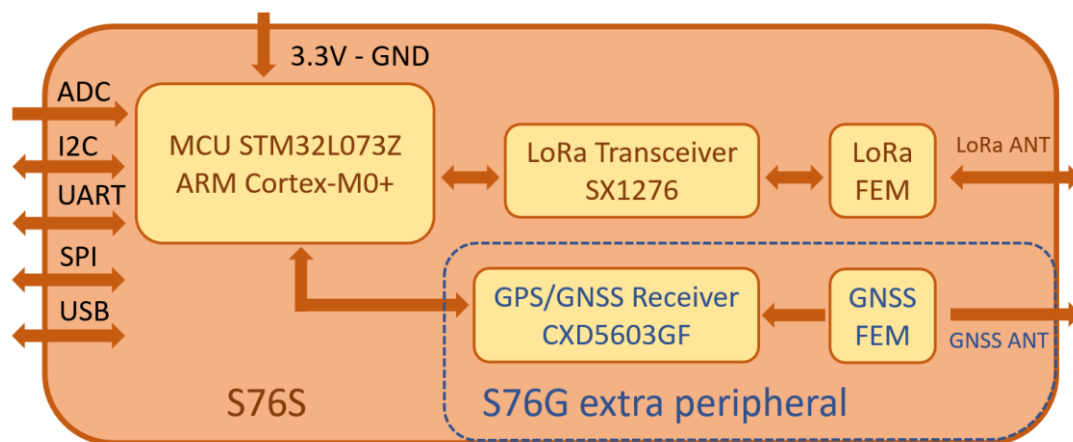 3.3V - GND
ADC
I2C
UART
SPI
USB
MCU STM32L073Z
ARM Cortex-M0+
LoRa Transceiver
SX1276
LoRa
FEM
LoRa ANT
GPS/GNSS Receiver
CXD5603GF
GNSS
FEM
GNSS ANT
S76S
S76G extra peripheral